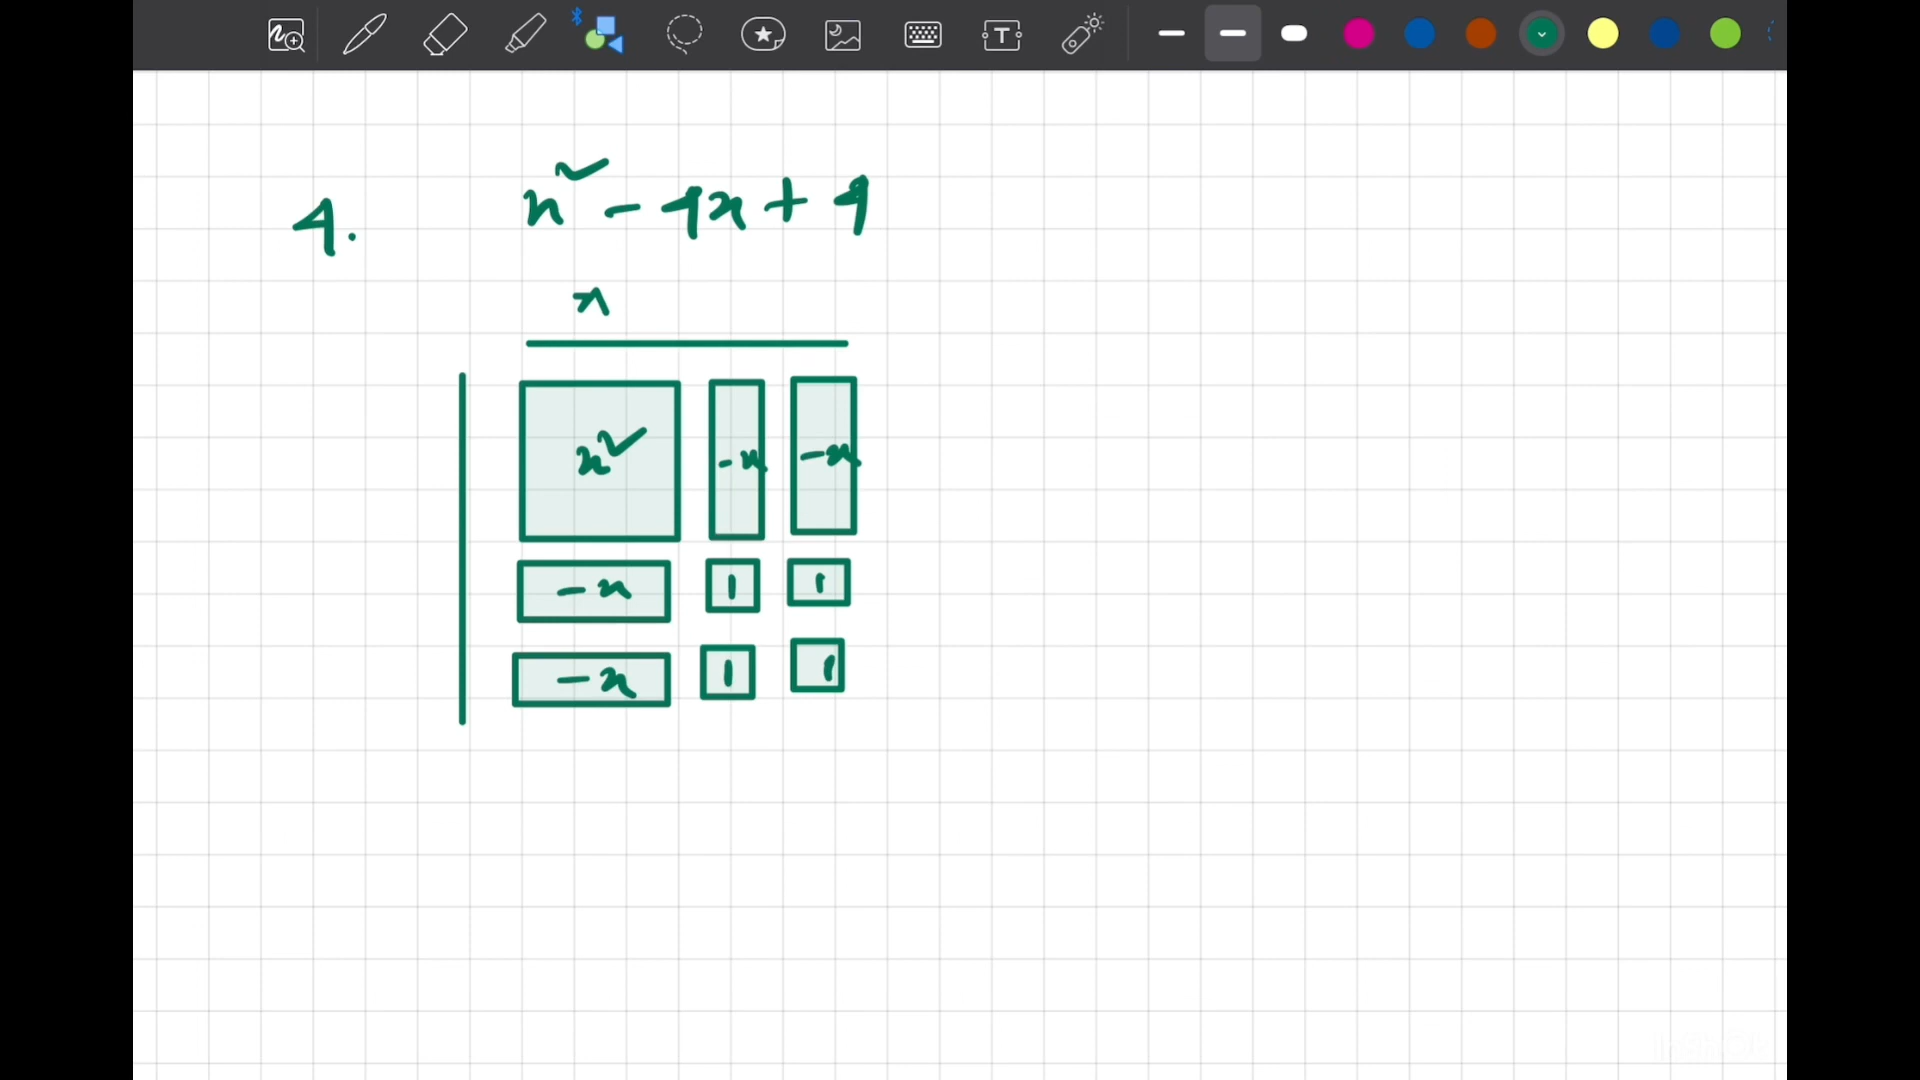 4. x² - 4x + 4
x
x² -x -x
-x 1 1
-x 1 1